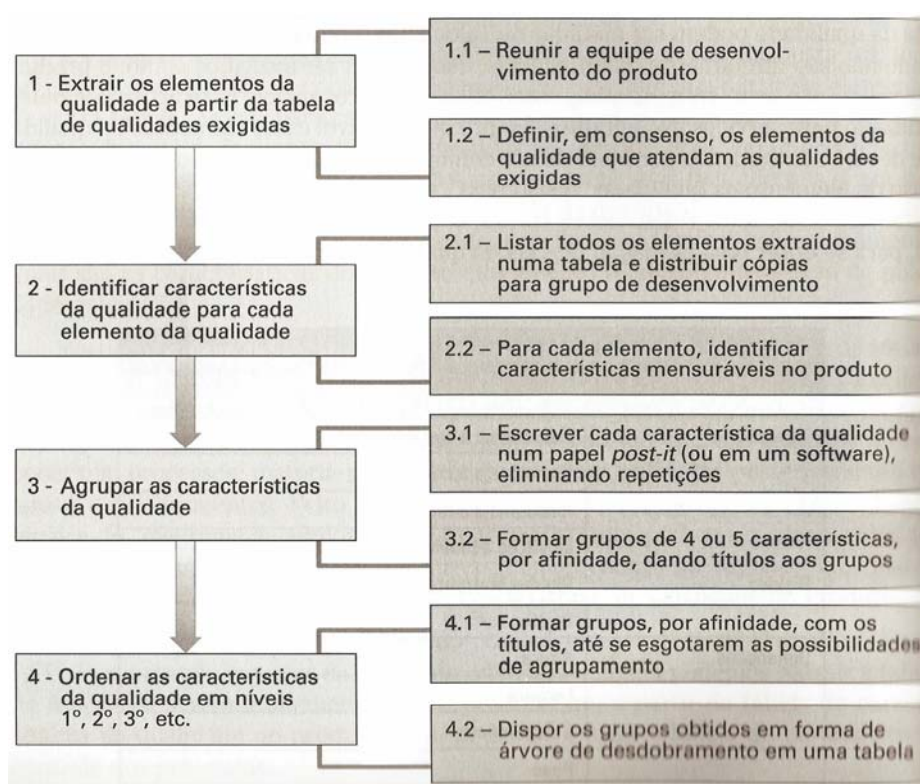 1 - Extrair os elementos da
qualidade a partir da tabela
de qualidades exigidas
1.1 – Reunir a equipe de desenvol-
vimento do produto
1.2 – Definir, em consenso, os elementos da
qualidade que atendam as qualidades
exigidas
2 - Identificar características
da qualidade para cada
elemento da qualidade
2.1 – Listar todos os elementos extraídos
numa tabela e distribuir cópias
para grupo de desenvolvimento
2.2 – Para cada elemento, identificar
características mensuráveis no produto
3 - Agrupar as características
da qualidade
3.1 – Escrever cada característica da qualidade
num papel post-it (ou em um software),
eliminando repetições
3.2 – Formar grupos de 4 ou 5 características,
por afinidade, dando títulos aos grupos
4 - Ordenar as características
da qualidade em níveis
1º, 2º, 3º, etc.
4.1 – Formar grupos, por afinidade, com os
títulos, até se esgotarem as possibilidades
de agrupamento
4.2 – Dispor os grupos obtidos em forma de
árvore de desdobramento em uma tabela